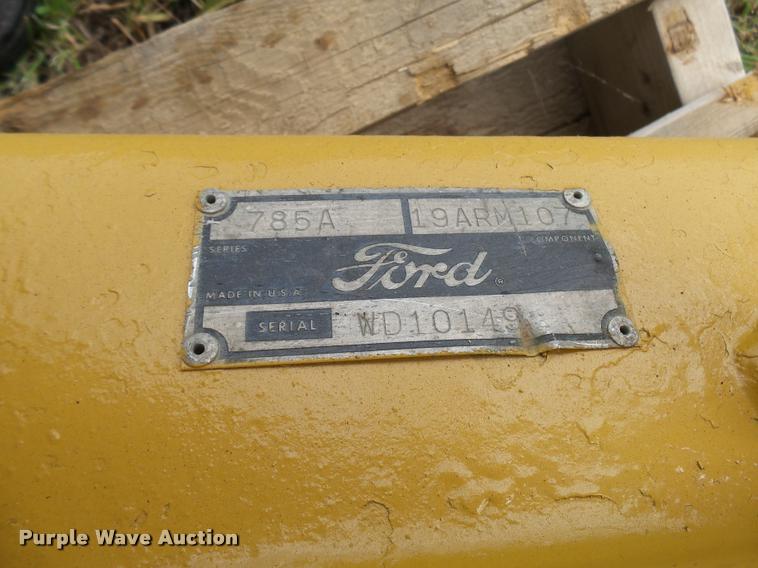 785A 19ARM107
SERIES COMPONENT
Ford ®
MADE IN U.S.A.
SERIAL WD10149
Purple Wave Auction